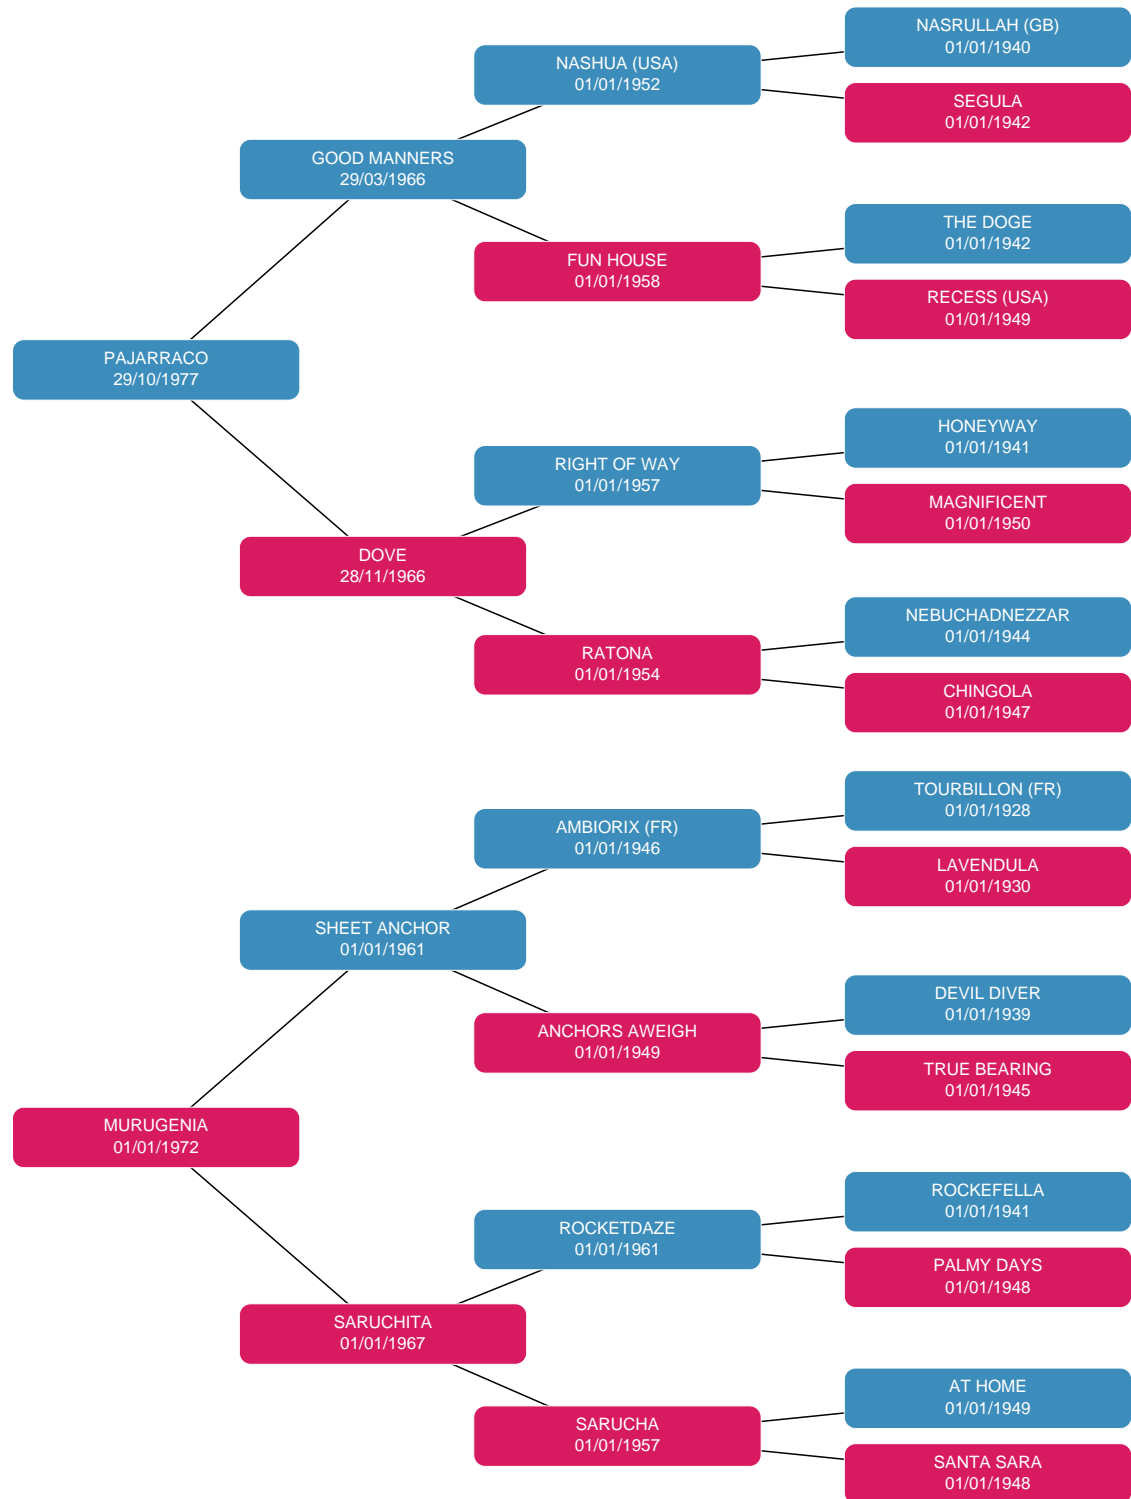 NASRULLAH (GB)
01/01/1940
NASHUA (USA)
01/01/1952
SEGULA
01/01/1942
GOOD MANNERS
29/03/1966
THE DOGE
01/01/1942
FUN HOUSE
01/01/1958
RECESS (USA)
01/01/1949
PAJARRACO
29/10/1977
HONEYWAY
01/01/1941
RIGHT OF WAY
01/01/1957
MAGNIFICENT
01/01/1950
DOVE
28/11/1966
NEBUCHADNEZZAR
01/01/1944
RATONA
01/01/1954
CHINGOLA
01/01/1947
TOURBILLON (FR)
01/01/1928
AMBIORIX (FR)
01/01/1946
LAVENDULA
01/01/1930
SHEET ANCHOR
01/01/1961
DEVIL DIVER
01/01/1939
ANCHORS AWEIGH
01/01/1949
TRUE BEARING
01/01/1945
MURUGENIA
01/01/1972
ROCKEFELLA
01/01/1941
ROCKETDAZE
01/01/1961
PALMY DAYS
01/01/1948
SARUCHITA
01/01/1967
AT HOME
01/01/1949
SARUCHA
01/01/1957
SANTA SARA
01/01/1948